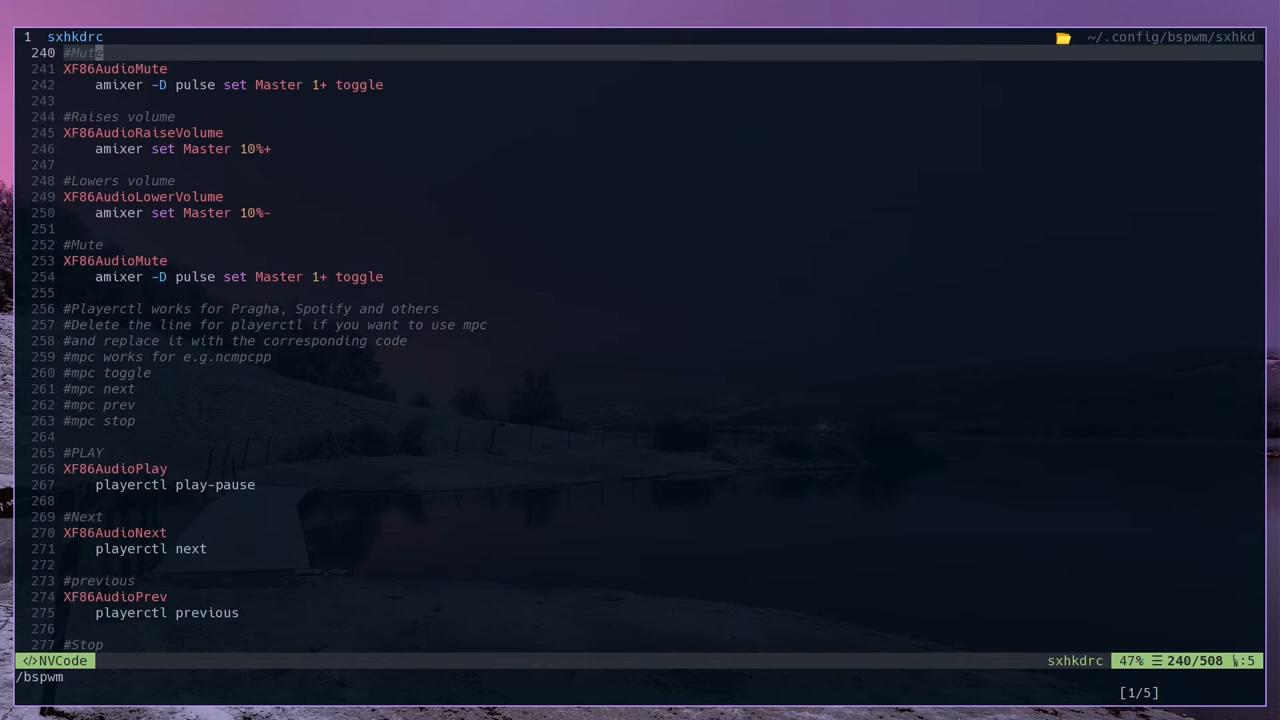 1 sxhkdrc ~/.config/bspwm/sxhkd
240 #Mute
241 XF86AudioMute
242 amixer -D pulse set Master 1+ toggle
243
244 #Raises volume
245 XF86AudioRaiseVolume
246 amixer set Master 10%+
247
248 #Lowers volume
249 XF86AudioLowerVolume
250 amixer set Master 10%-
251
252 #Mute
253 XF86AudioMute
254 amixer -D pulse set Master 1+ toggle
255
256 #Playerctl works for Pragha, Spotify and others
257 #Delete the line for playerctl if you want to use mpc
258 #and replace it with the corresponding code
259 #mpc works for e.g.ncmpcpp
260 #mpc toggle
261 #mpc next
262 #mpc prev
263 #mpc stop
264
265 #PLAY
266 XF86AudioPlay
267 playerctl play-pause
268
269 #Next
270 XF86AudioNext
271 playerctl next
272
273 #previous
274 XF86AudioPrev
275 playerctl previous
276
277 #Stop
</>NVCode sxhkdrc 47% ☰ 240/508 :5
/bspwm
[1/5]